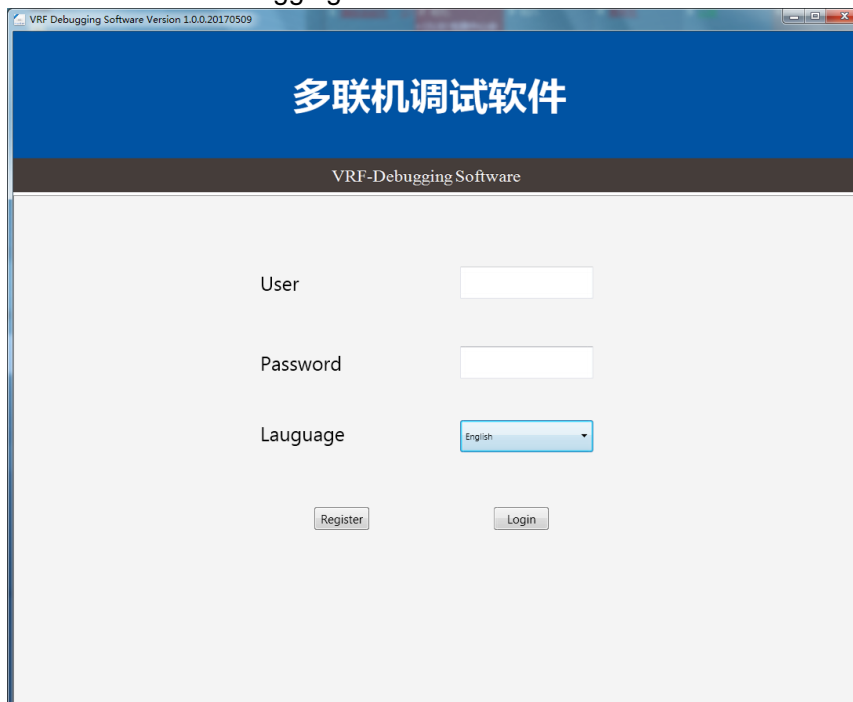 VRF Debugging Software Version 1.0.0.20170509
多联机调试软件
VRF-Debugging Software
User
Password
Lauguage
English
Register
Login